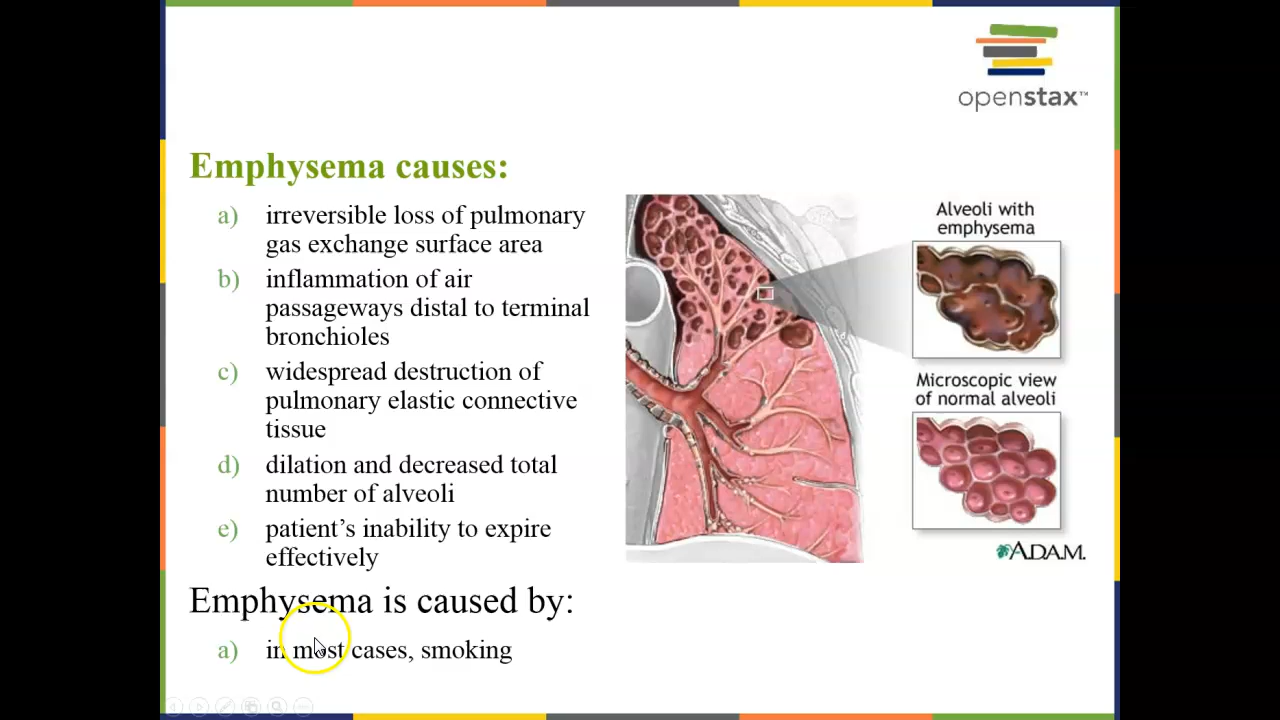 openstax™
Emphysema causes:
a) irreversible loss of pulmonary
gas exchange surface area
b) inflammation of air
passageways distal to terminal
bronchioles
c) widespread destruction of
pulmonary elastic connective
tissue
d) dilation and decreased total
number of alveoli
e) patient’s inability to expire
effectively
Emphysema is caused by:
a) in most cases, smoking
Alveoli with
emphysema
Microscopic view
of normal alveoli
A.D.A.M.